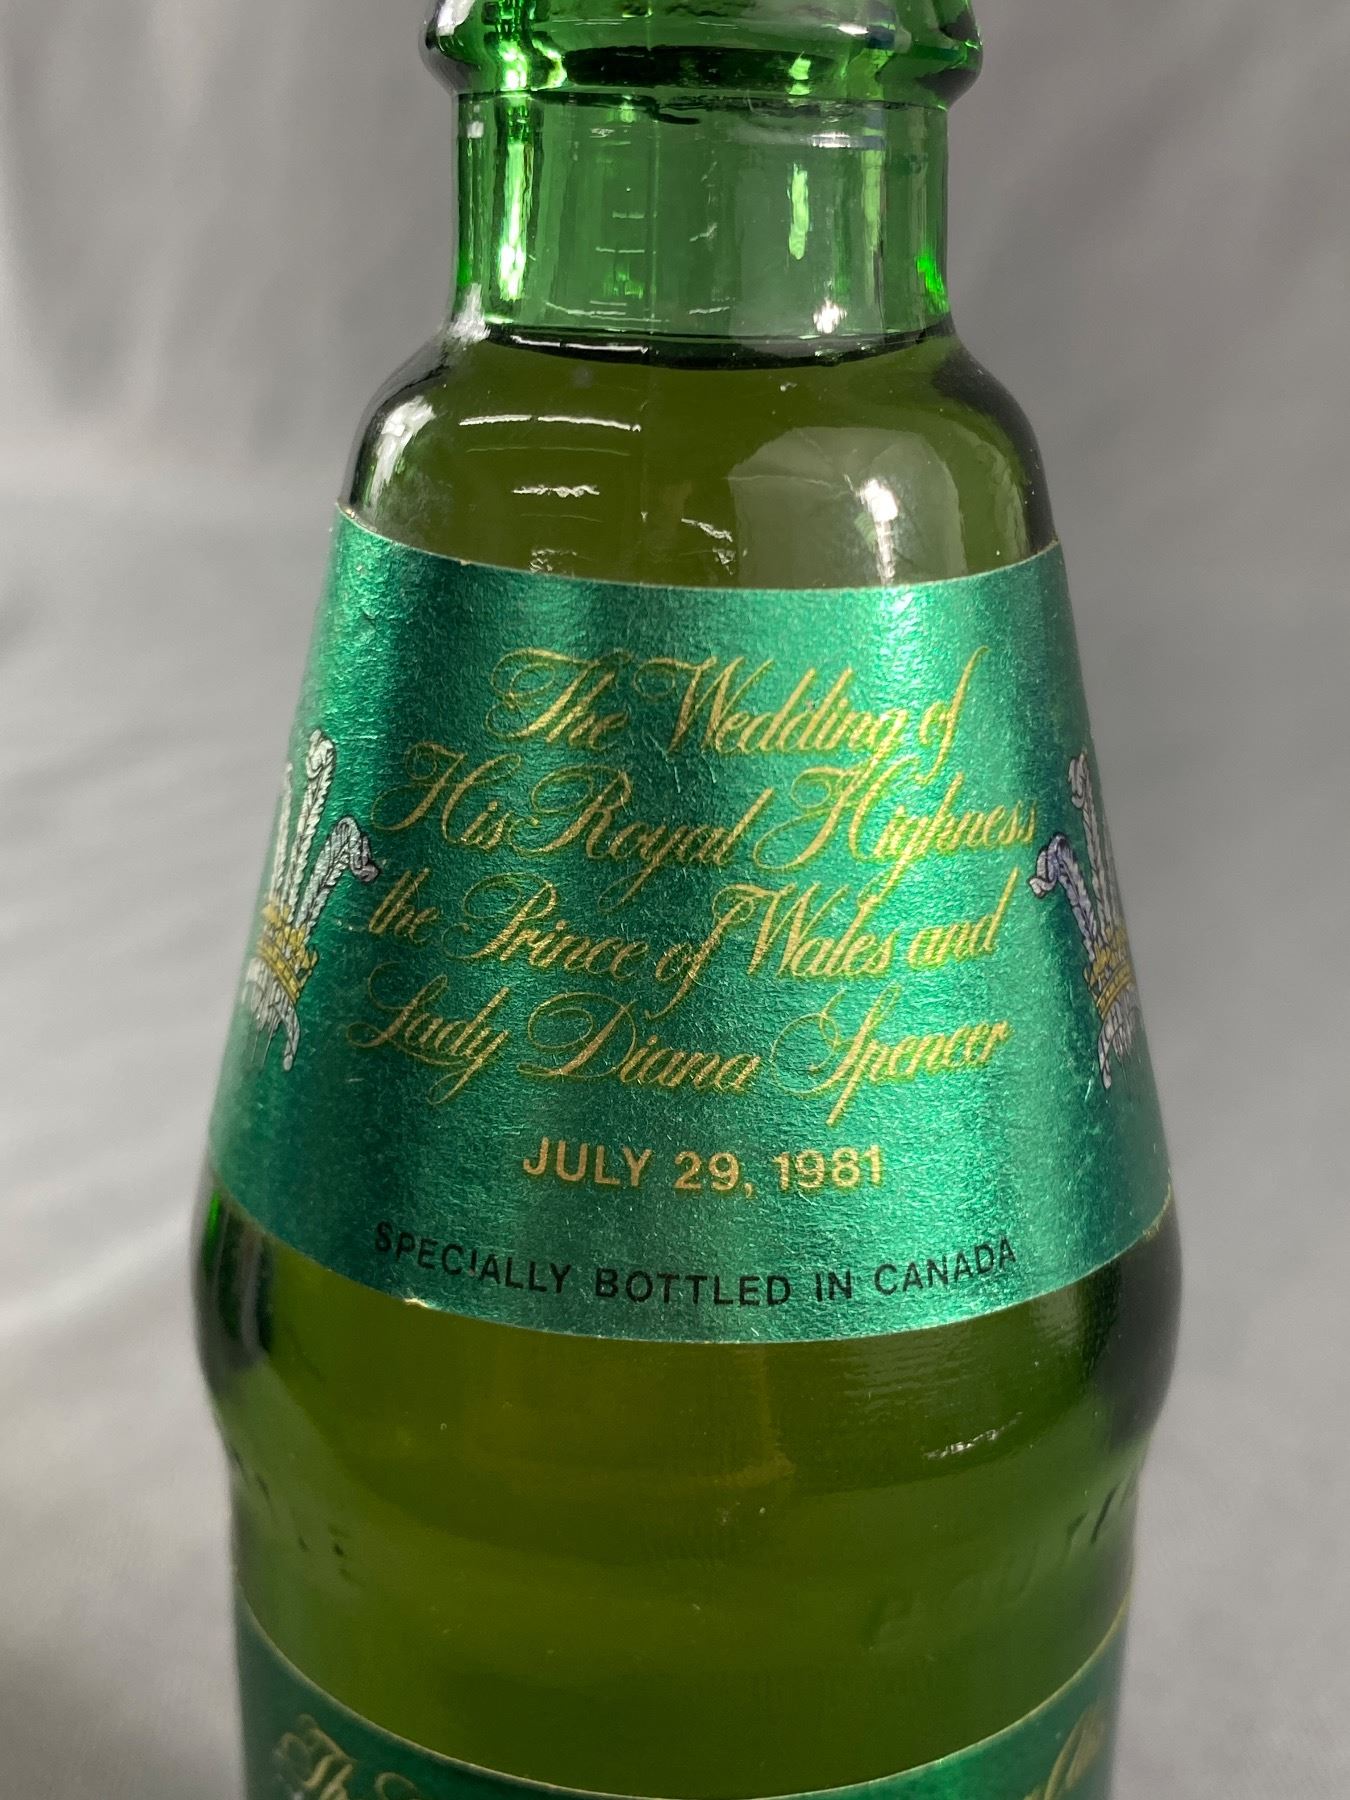 The Wedding of
His Royal Highness
the Prince of Wales and
Lady Diana Spencer
JULY 29, 1981
SPECIALLY BOTTLED IN CANADA
The